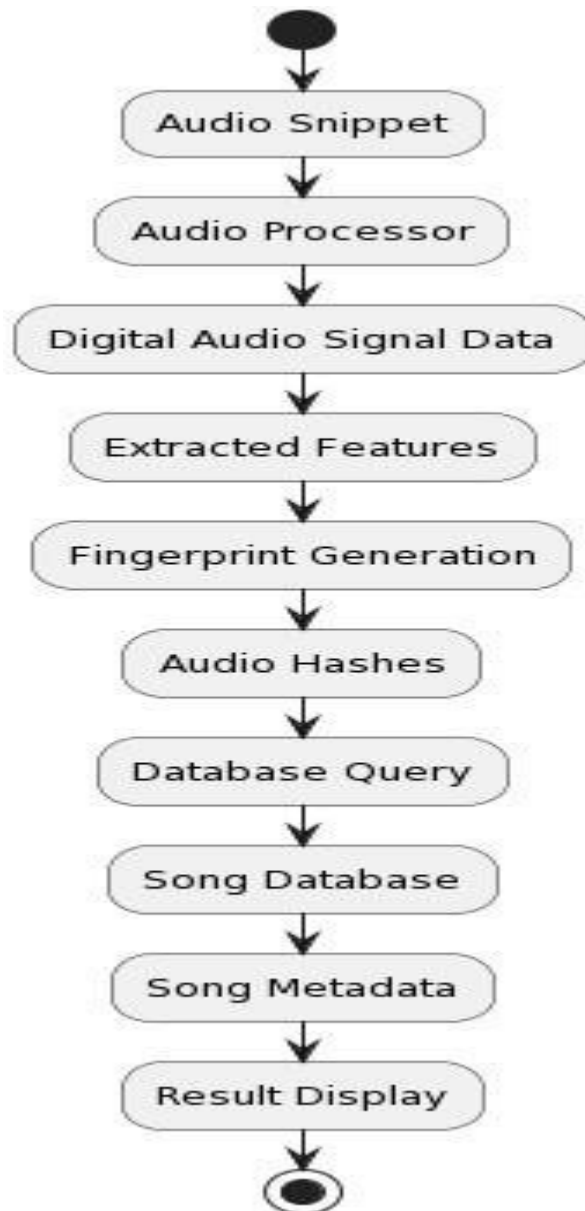 Audio Snippet
Audio Processor
Digital Audio Signal Data
Extracted Features
Fingerprint Generation
Audio Hashes
Database Query
Song Database
Song Metadata
Result Display